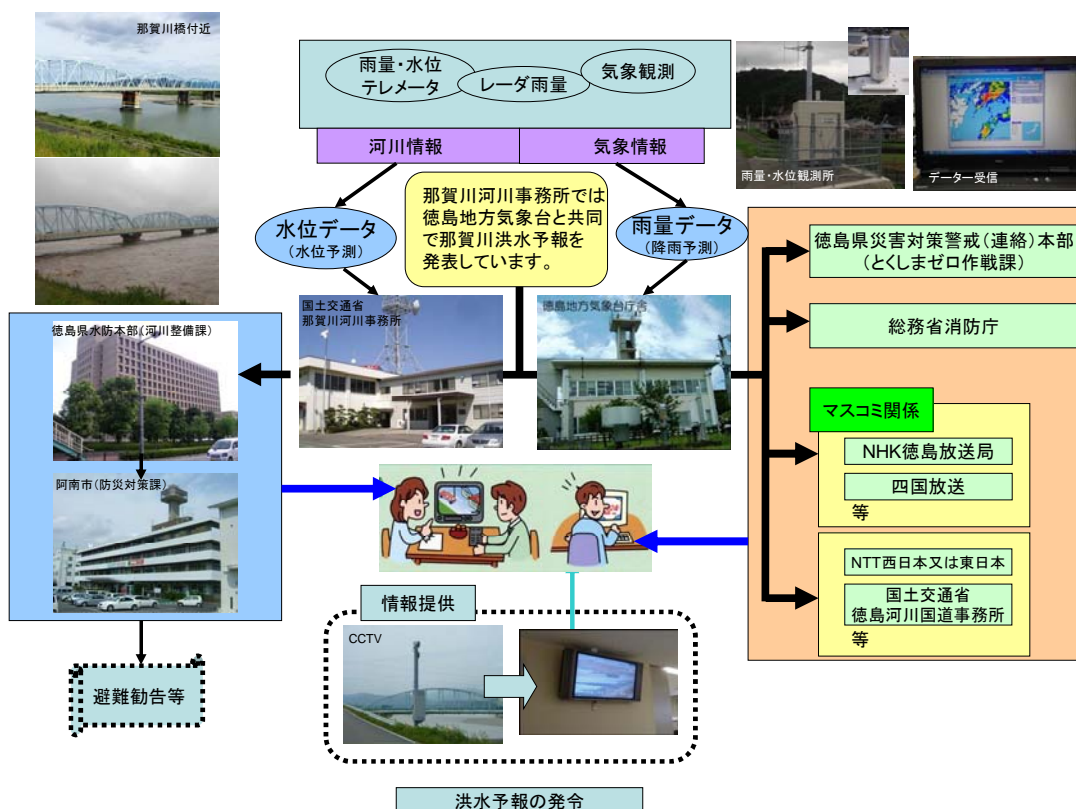 那賀川橋付近
雨量・水位
テレメータ
レーダ雨量
気象観測
河川情報
気象情報
雨量・水位観測所
データー受信
那賀川河川事務所では
徳島地方気象台と共同
で那賀川洪水予報を
発表しています。
水位データ
(水位予測)
雨量データ
(降雨予測)
国土交通省
那賀川河川事務所
徳島地方気象台庁舎
徳島県水防本部(河川整備課)
阿南市(防災対策課)
避難勧告等
徳島県災害対策警戒(連絡)本部
(とくしまゼロ作戦課)
総務省消防庁
マスコミ関係
NHK徳島放送局
四国放送
等
NTT西日本又は東日本
国土交通省
徳島河川国道事務所
等
情報提供
CCTV
洪水予報の発令